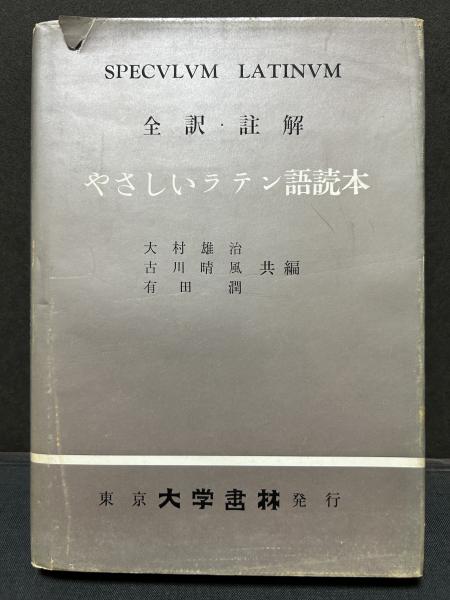 SPECVLVM LATINVM
全訳・註解
やさしいラテン語読本
大村雄治
古川晴風 共編
有田潤
東京 大学書林 発行